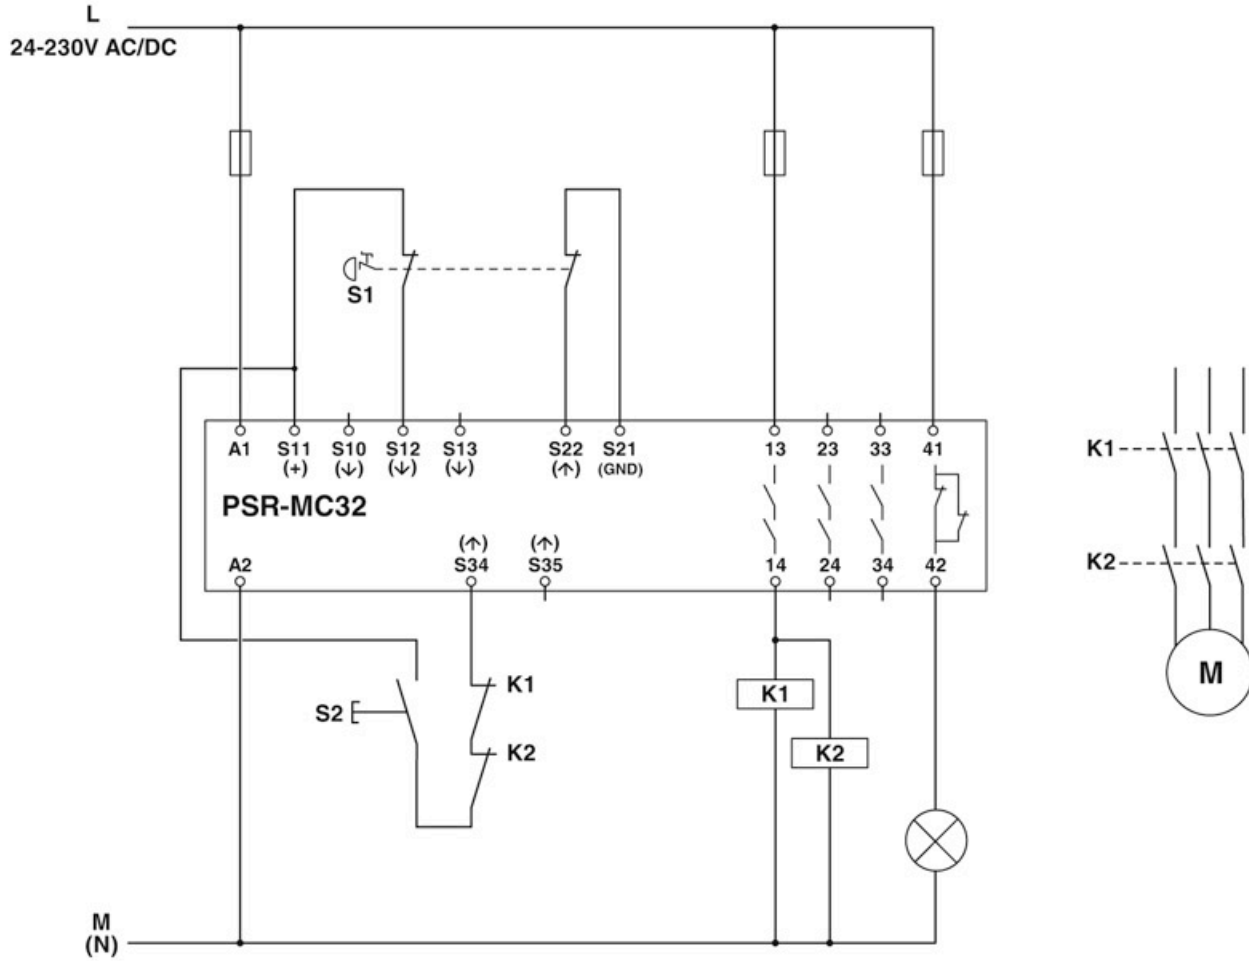 L
24-230V AC/DC
S1
A1 S11 S10 S12 S13 S22 S21 13 23 33 41
(+) (↓) (↓) (↓) (↑) (GND)
K1
PSR-MC32
(↑) (↑)
A2 S34 S35 14 24 34 42
K2
K1
S2
K1
M
K2
K2
M
(N)